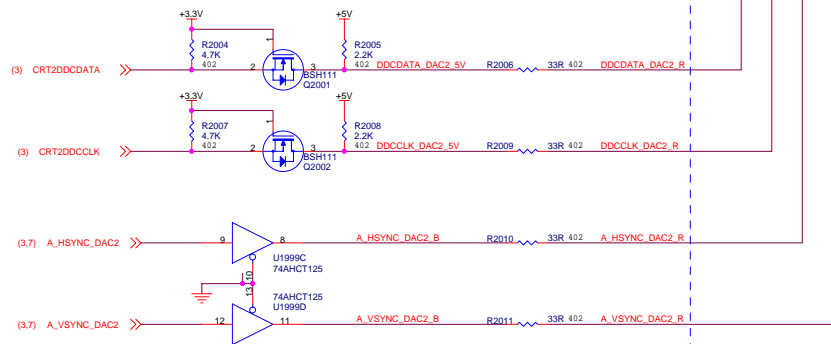 +3.3V +5V
R2004 4.7K 402
R2005 2.2K
1
(3) CRT2DDCDATA 2 3 402 DDCDATA_DAC2_5V R2006 33R 402 DDCDATA_DAC2_R
BSH111
Q2001
+3.3V +5V
R2007 4.7K 402
R2008 2.2K
1
(3) CRT2DDCCLK 2 3 402 DDCCLK_DAC2_5V R2009 33R 402 DDCCLK_DAC2_R
BSH111
Q2002
(3,7) A_HSYNC_DAC2 9 8 A_HSYNC_DAC2_B R2010 33R 402 A_HSYNC_DAC2_R
U1999C
74AHCT125
10
13
74AHCT125
U1999D
(3,7) A_VSYNC_DAC2 12 11 A_VSYNC_DAC2_B R2011 33R 402 A_VSYNC_DAC2_R